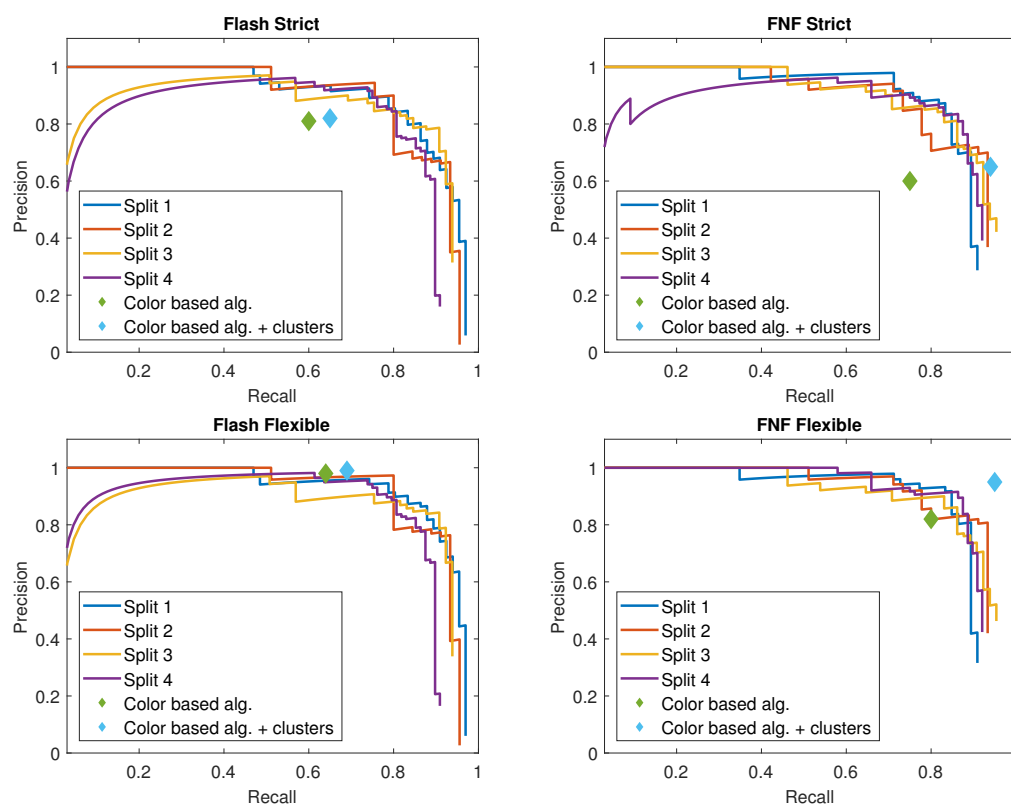 Flash Strict
Precision
1
0.8
0.6
0.4
0.2
0
Split 1
Split 2
Split 3
Split 4
Color based alg.
Color based alg. + clusters
0.2 0.4 0.6 0.8 1
Recall
FNF Strict
Precision
1
0.8
0.6
0.4
0.2
0
Split 1
Split 2
Split 3
Split 4
Color based alg.
Color based alg. + clusters
0.2 0.4 0.6 0.8
Recall
Flash Flexible
Precision
1
0.8
0.6
0.4
0.2
0
Split 1
Split 2
Split 3
Split 4
Color based alg.
Color based alg. + clusters
0.2 0.4 0.6 0.8 1
Recall
FNF Flexible
Precision
1
0.8
0.6
0.4
0.2
0
Split 1
Split 2
Split 3
Split 4
Color based alg.
Color based alg. + clusters
0.2 0.4 0.6 0.8
Recall